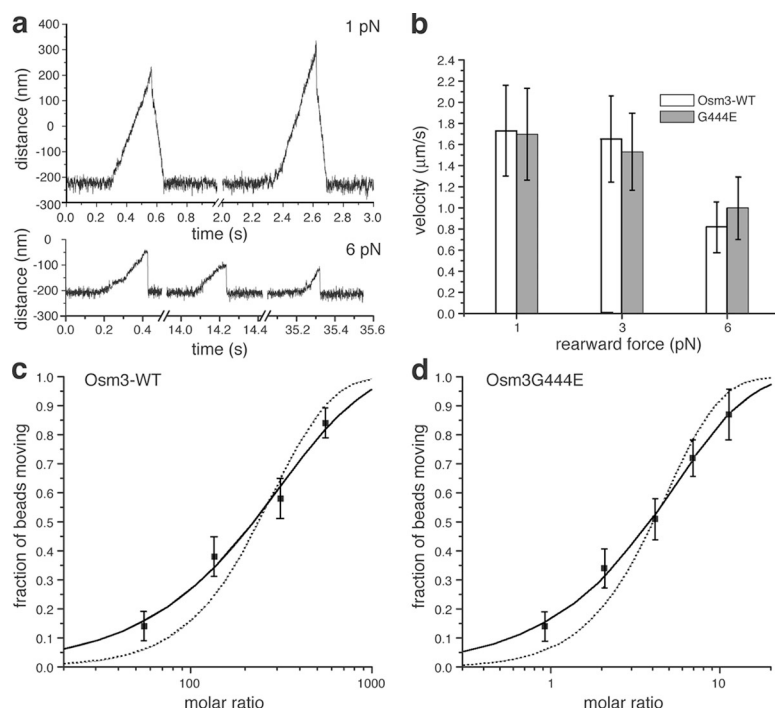 a
1 pN
distance (nm)
400
300
200
100
0
-100
-200
-300
0.0 0.2 0.4 0.6 0.8 2.0 2.4 2.6 2.8 3.0
time (s)
6 pN
distance (nm)
0
-100
-200
-300
0.0 0.2 0.4 14.0 14.2 14.4 35.2 35.4 35.6
time (s)
b
velocity (µm/s)
2.4
2.2
2.0
1.8
1.6
1.4
1.2
1.0
0.8
0.6
0.4
0.2
0.0
Osm3-WT
G444E
1 3 6
rearward force (pN)
c
Osm3-WT
fraction of beads moving
1.0
0.9
0.8
0.7
0.6
0.5
0.4
0.3
0.2
0.1
0.0
100 1000
molar ratio
d
Osm3G444E
fraction of beads moving
1.0
0.9
0.8
0.7
0.6
0.5
0.4
0.3
0.2
0.1
0.0
1 10
molar ratio